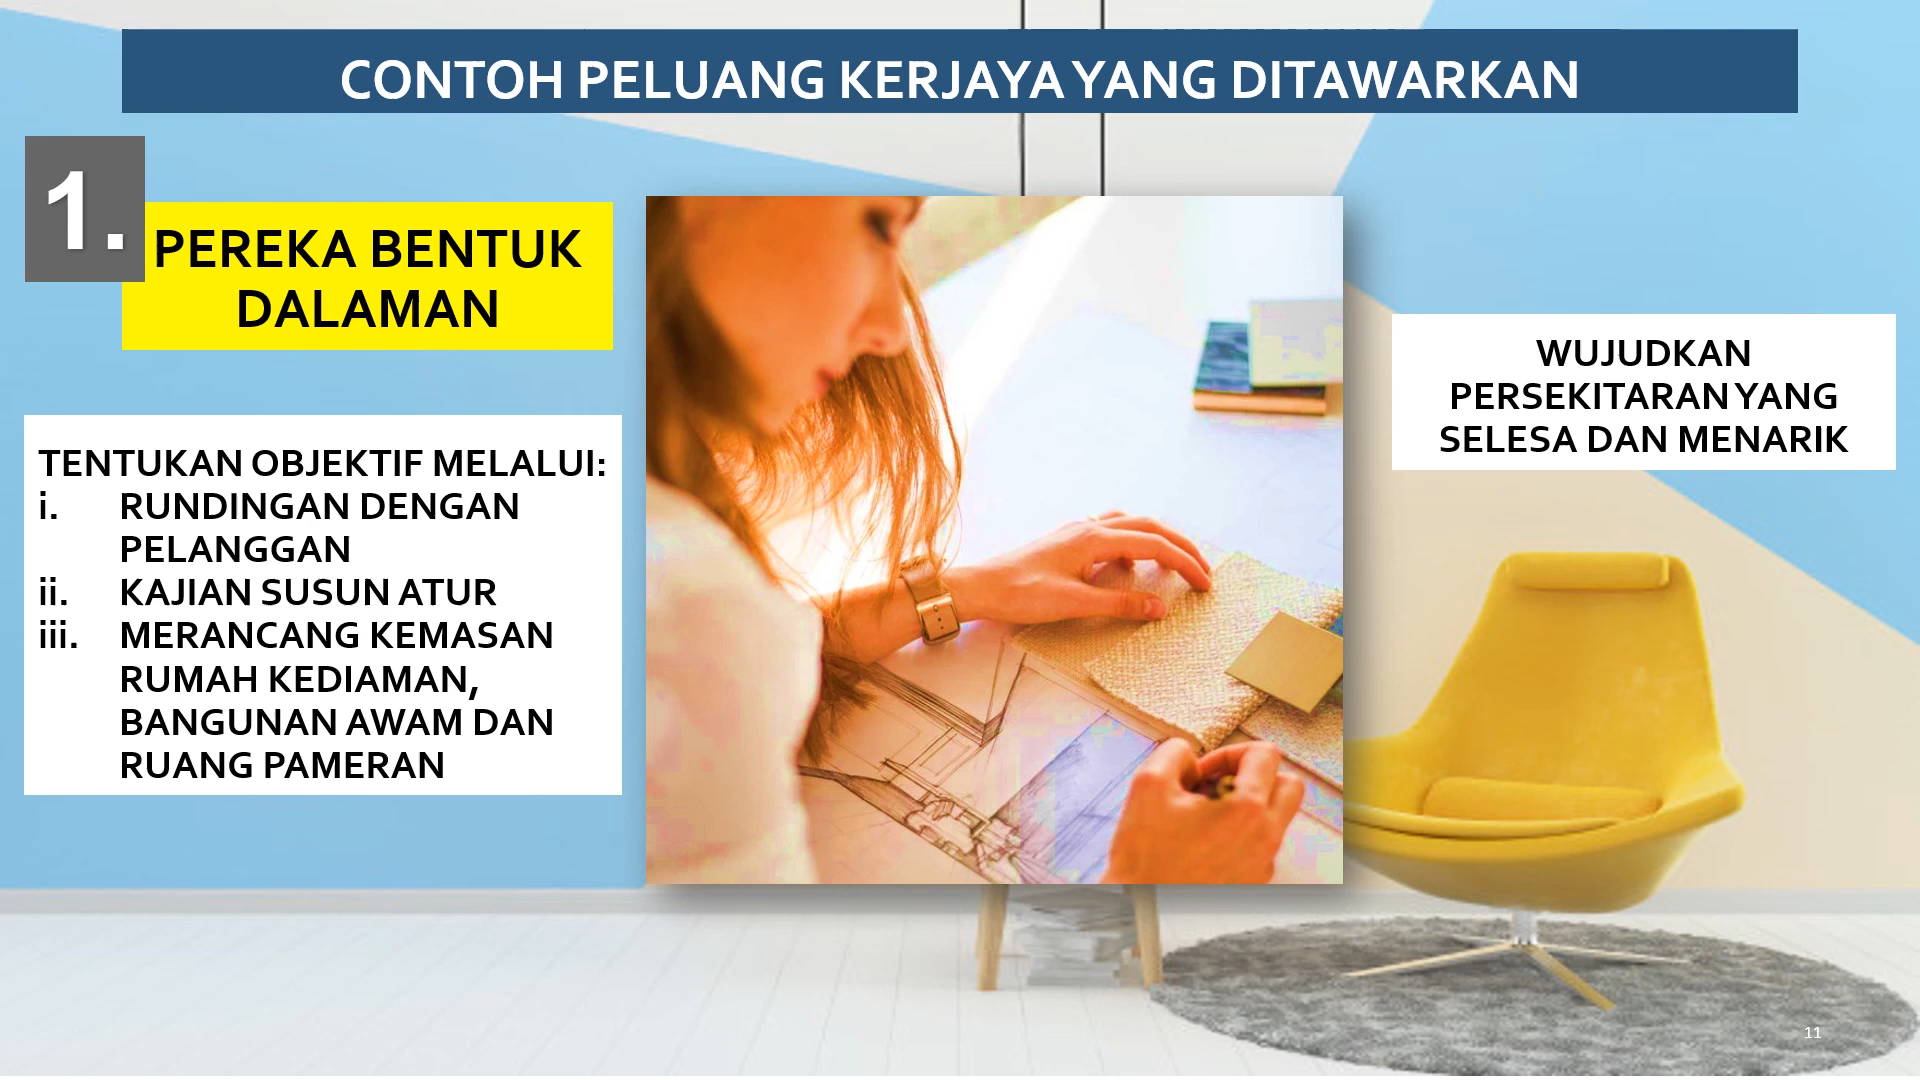 CONTOH PELUANG KERJAYA YANG DITAWARKAN
1.
PEREKA BENTUK
DALAMAN
TENTUKAN OBJEKTIF MELALUI:
i. RUNDINGAN DENGAN
PELANGGAN
ii. KAJIAN SUSUN ATUR
iii. MERANCANG KEMASAN
RUMAH KEDIAMAN,
BANGUNAN AWAM DAN
RUANG PAMERAN
WUJUDKAN
PERSEKITARAN YANG
SELESA DAN MENARIK
11